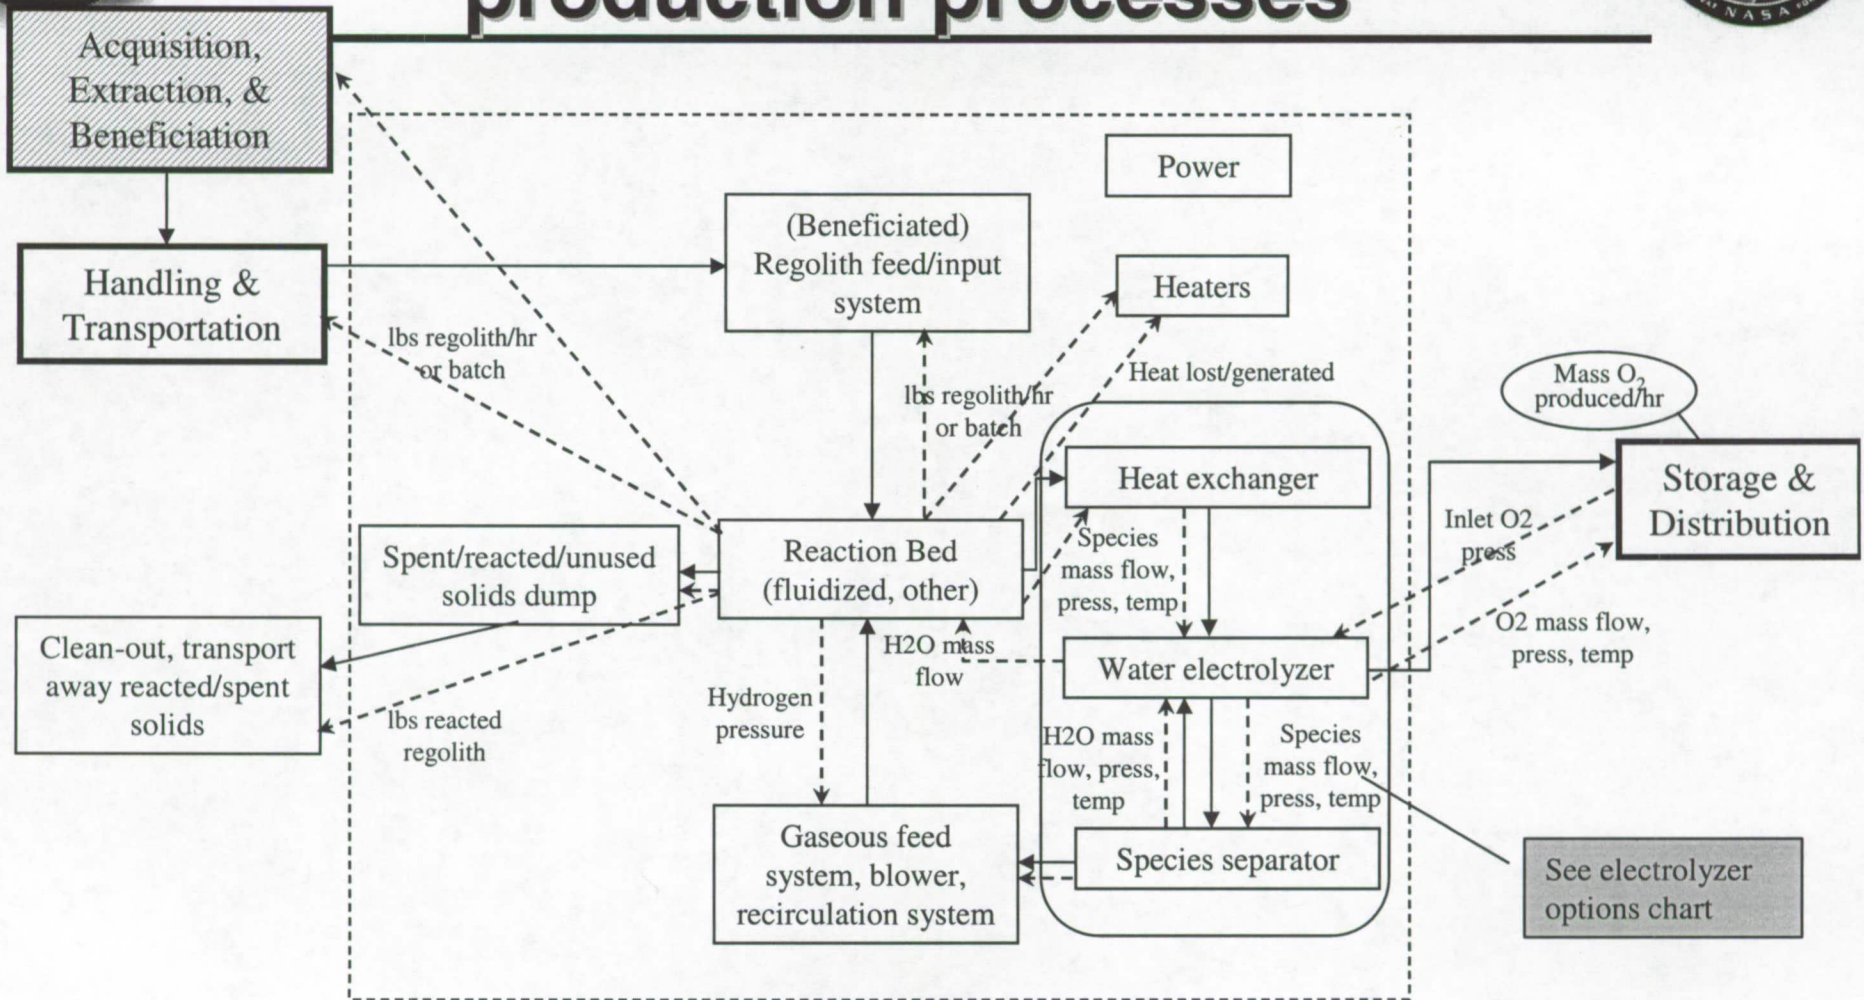 production processes
NASA
Acquisition,
Extraction, &
Beneficiation
Power
(Beneficiated)
Regolith feed/input
system
Handling &
Transportation
Heaters
lbs regolith/hr
or batch
Heat lost/generated
lbs regolith/hr
or batch
Mass O2
produced/hr
Heat exchanger
Storage &
Distribution
Inlet O2
press
Spent/reacted/unused
solids dump
Reaction Bed
(fluidized, other)
Species
mass flow,
press, temp
O2 mass flow,
press, temp
Clean-out, transport
away reacted/spent
solids
H2O mass
flow
Water electrolyzer
Hydrogen
pressure
lbs reacted
regolith
H2O mass
flow, press,
temp
Species
mass flow,
press, temp
Gaseous feed
system, blower,
recirculation system
Species separator
See electrolyzer
options chart